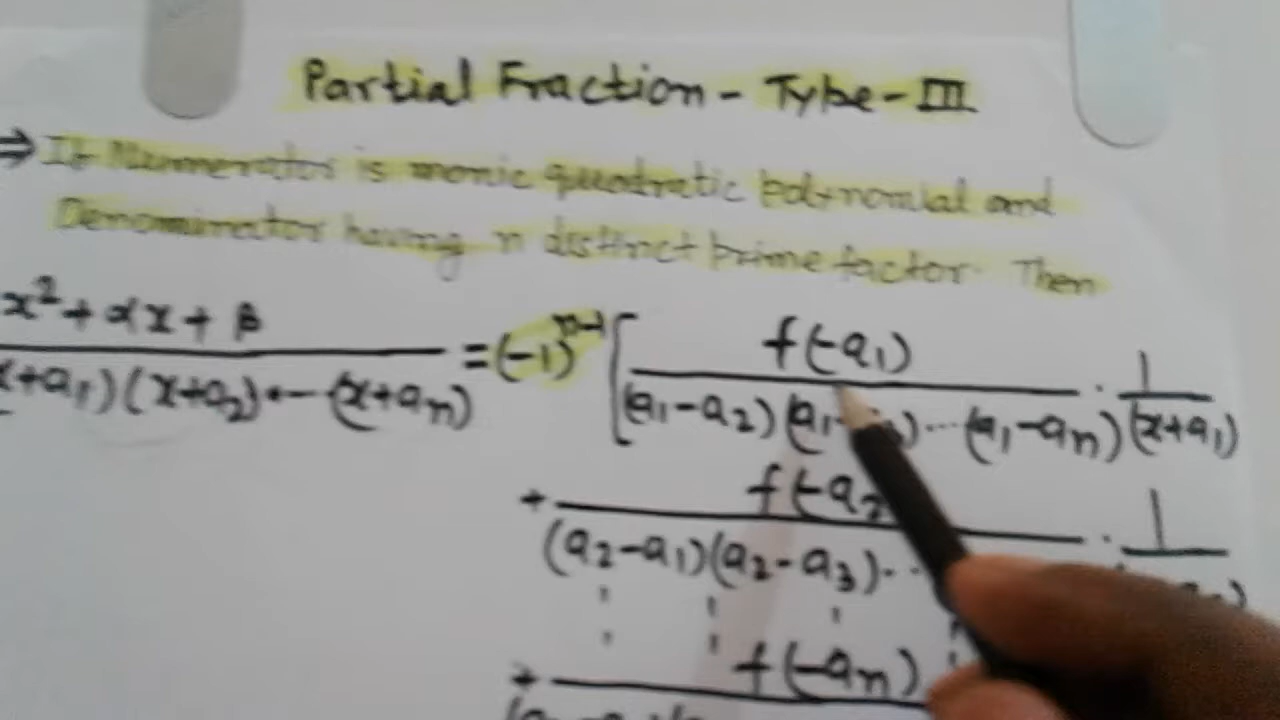 Partial Fraction - Type-III
⇒ If Numerator is monic quadratic polynomial and
Denominator having n distinct prime factor. Then
x²+αx+β
(x+a₁)(x+a₂)⋅--(x+aₙ)
=(-1)ⁿ⁻¹[
f(-a₁)
(a₁-a₂)(a₁- )⋯(a₁-aₙ)
⋅ 1
(x+a₁)
+ f(-a₂
(a₂-a₁)(a₂-a₃)⋅⋅⋅
⋅ 1
+ f(-aₙ)